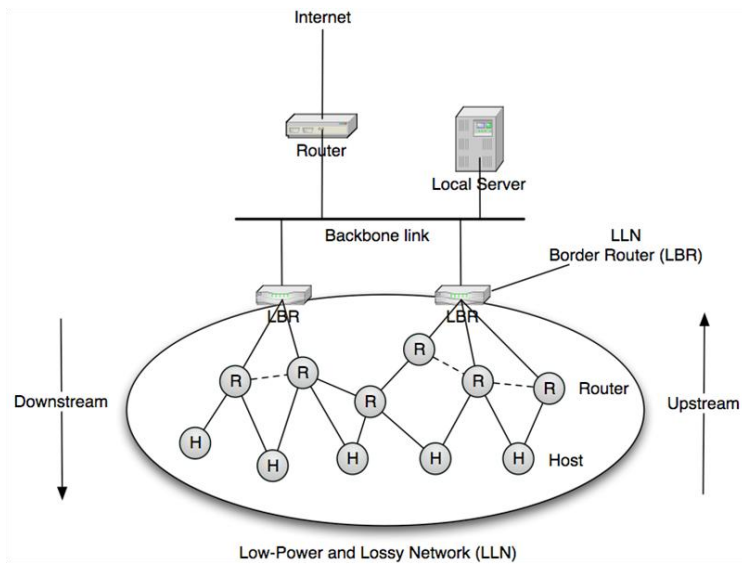 Internet
Router
Local Server
Backbone link
LLN
Border Router (LBR)
LBR
LBR
R
R
R
R
R
R
Router
Downstream
Upstream
H
H
H
H
H
Host
Low-Power and Lossy Network (LLN)